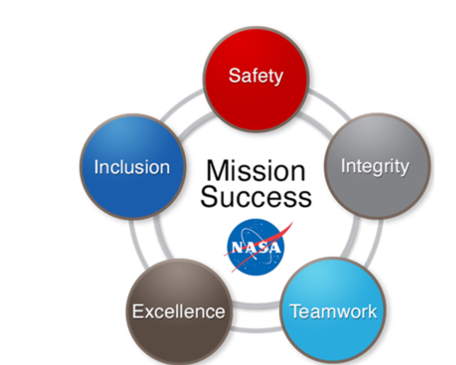 Safety
Inclusion
Integrity
Mission
Success
NASA
Excellence
Teamwork